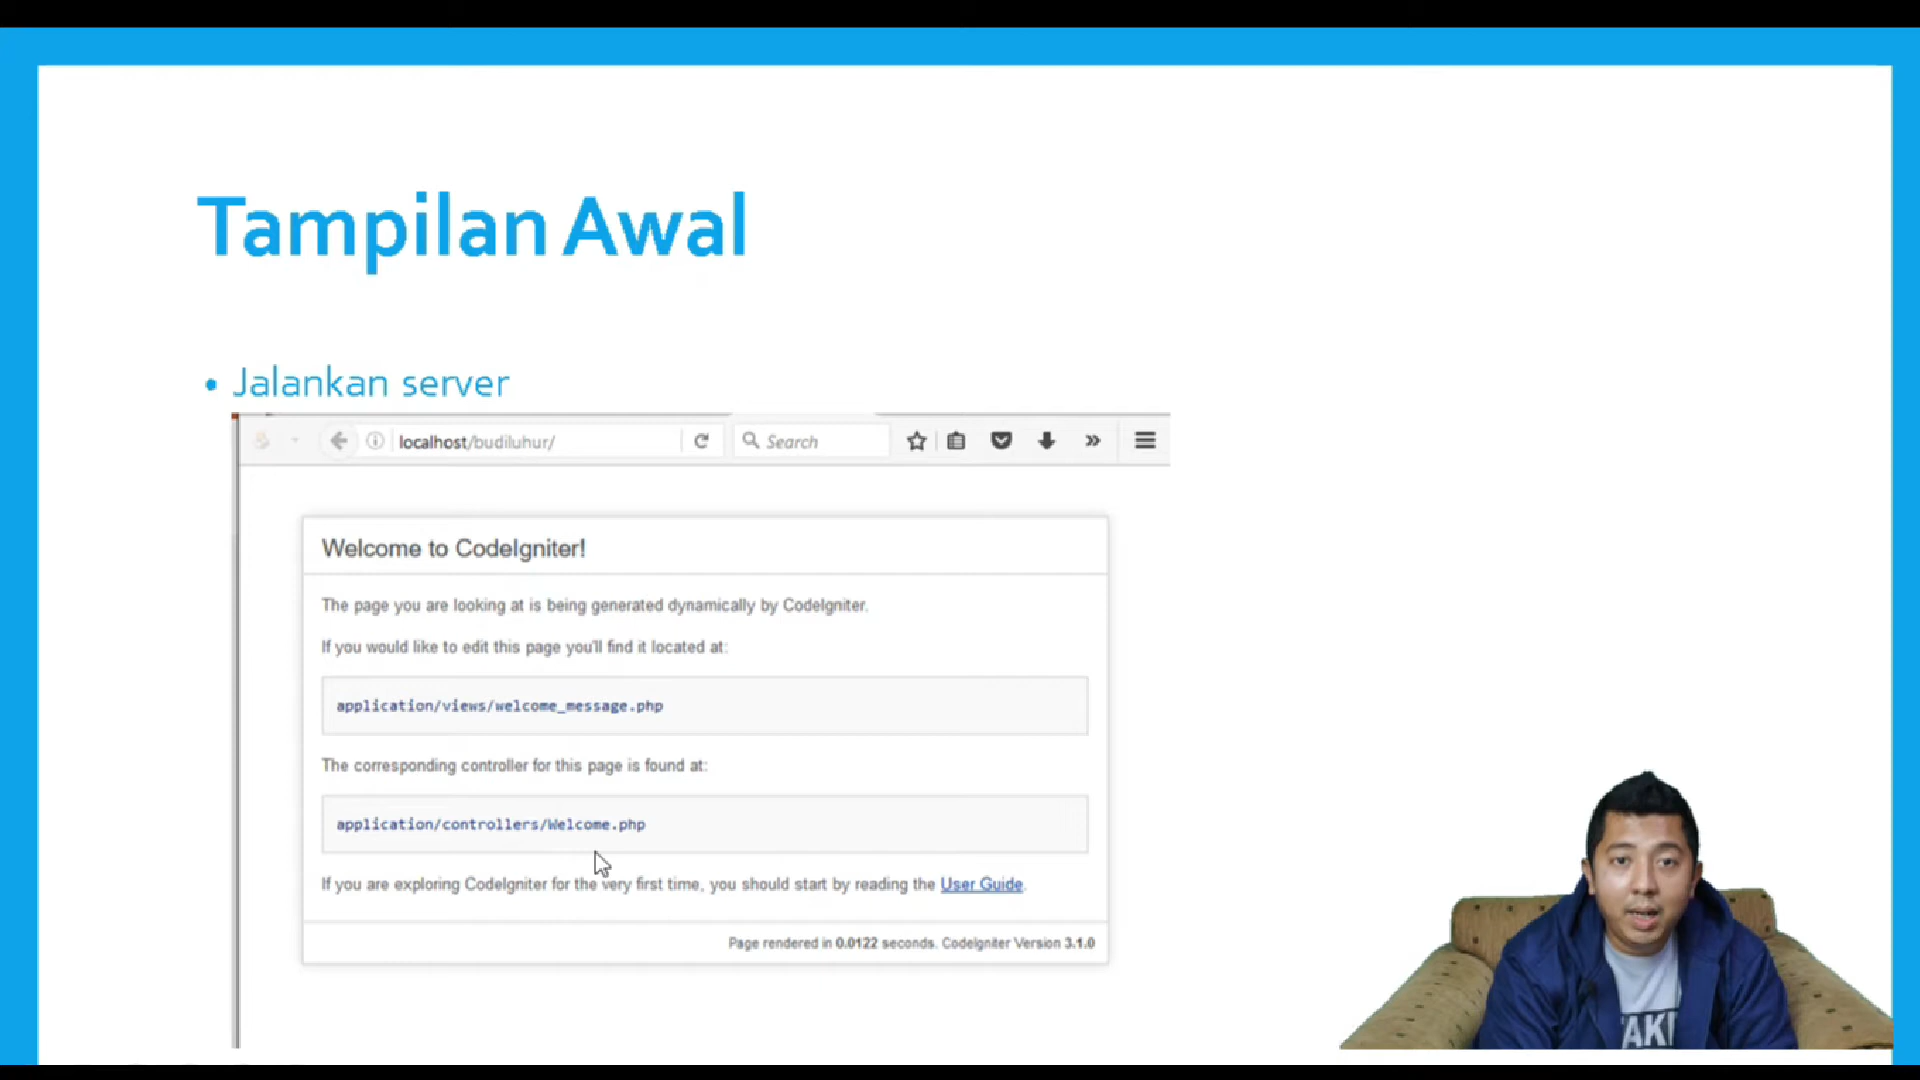 Tampilan Awal
• Jalankan server
localhost/budiluhur/
Search
Welcome to CodeIgniter!
The page you are looking at is being generated dynamically by CodeIgniter.
If you would like to edit this page you'll find it located at:
application/views/welcome_message.php
The corresponding controller for this page is found at:
application/controllers/Welcome.php
If you are exploring CodeIgniter for the very first time, you should start by reading the User Guide.
Page rendered in 0.0122 seconds. CodeIgniter Version 3.1.0